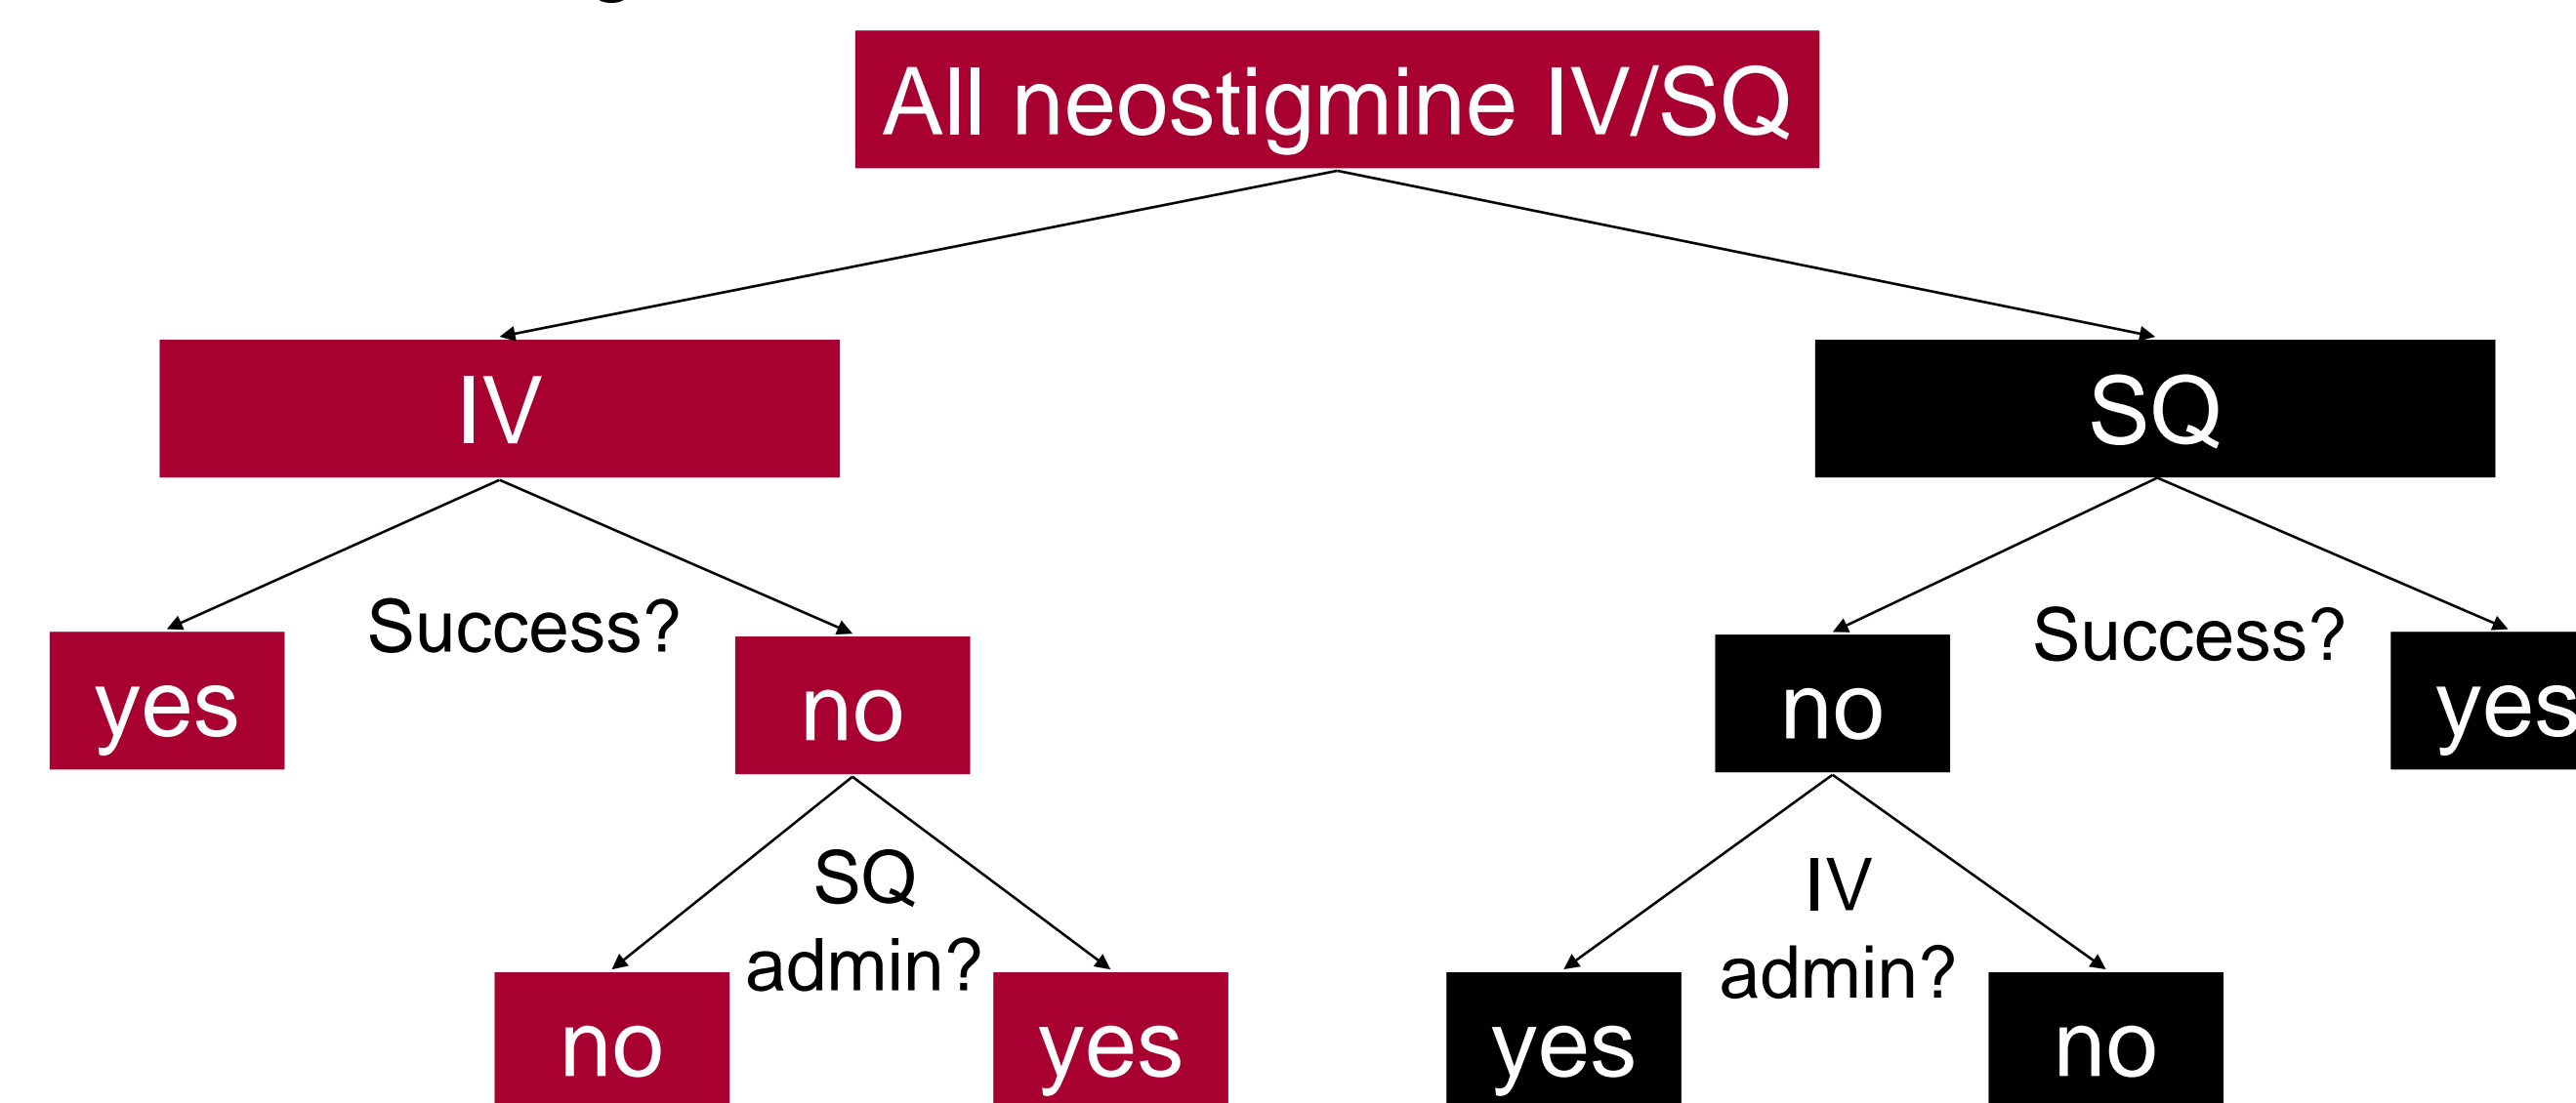 All neostigmine IV/SQ
IV
SQ
Success?
Success?
yes
no
no
yes
SQ
admin?
IV
admin?
no
yes
yes
no